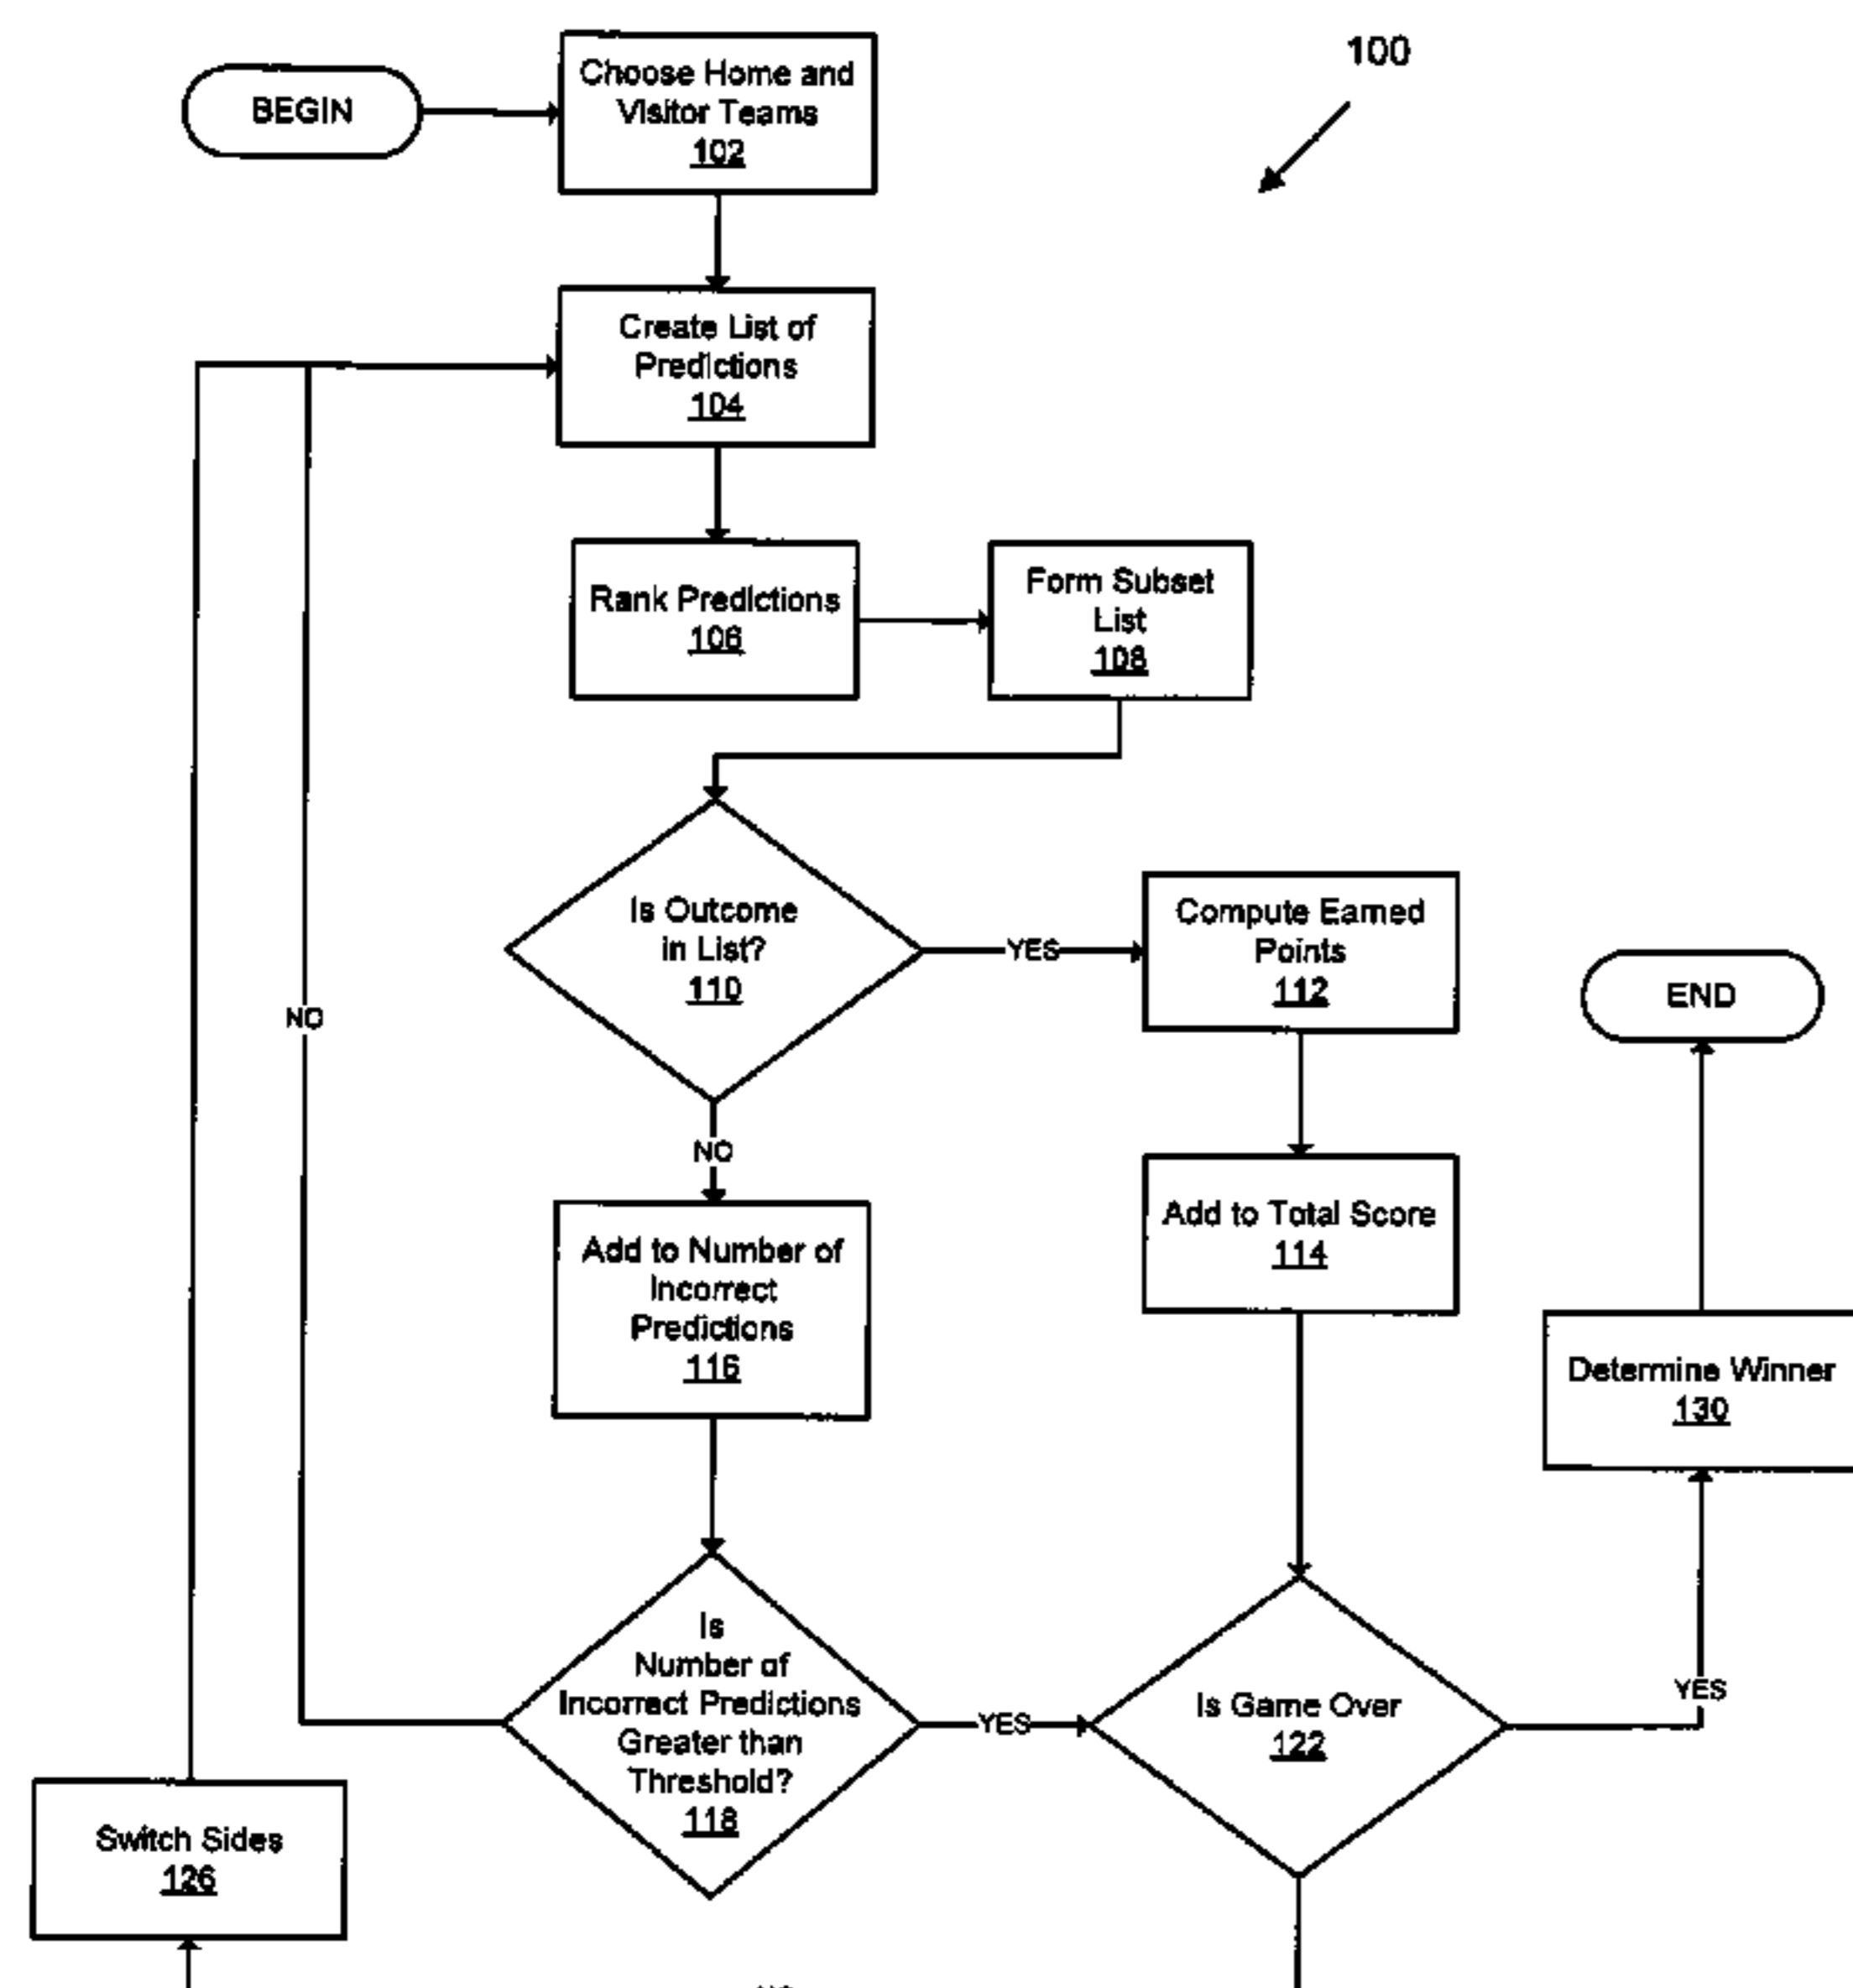 100
BEGIN
Choose Home and
Visitor Teams
102
Create List of
Predictions
104
Rank Predictions
106
Form Subset
List
108
Is Outcome
in List?
110
YES
Compute Earned
Points
112
END
NO
NO
Add to Total Score
114
Add to Number of
Incorrect
Predictions
116
Determine Winner
130
Is
Number of
Incorrect Predictions
Greater than
Threshold?
118
YES
Is Game Over
122
YES
Switch Sides
126